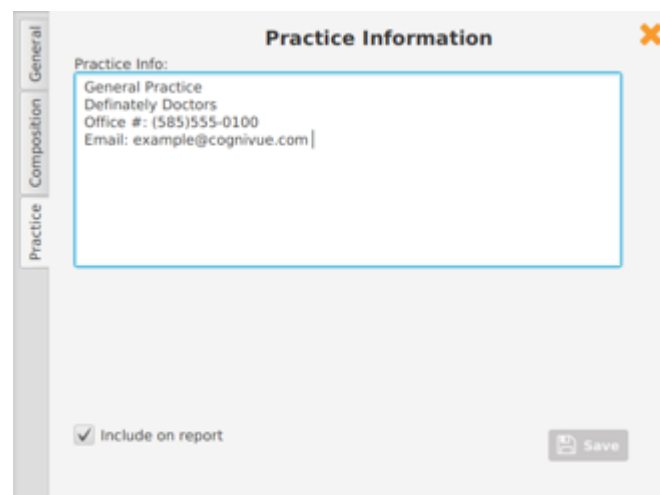 General
Composition
Practice
Practice Information
Practice Info:
General Practice
Definately Doctors
Office #: (585)555-0100
Email: example@cognivue.com
Include on report
Save